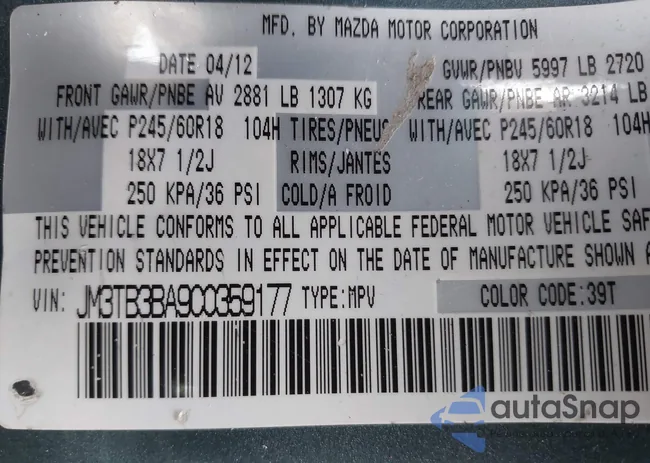 MFD. BY MAZDA MOTOR CORPORATION
DATE 04/12 GVWR/PNBV 5997 LB 2720
FRONT GAWR/PNBE AV 2881 LB 1307 KG REAR GAWR/PNBE AR 3214 LB
WITH/AVEC P245/60R18 104H TIRES/PNEUS WITH/AVEC P245/60R18 104H
18X7 1/2J RIMS/JANTES 18X7 1/2J
250 KPA/36 PSI COLD/A FROID 250 KPA/36 PSI
THIS VEHICLE CONFORMS TO ALL APPLICABLE FEDERAL MOTOR VEHICLE SAF
PREVENTION STANDARDS IN EFFECT ON THE DATE OF MANUFACTURE SHOWN A
VIN: JM3TB3BA9C0359177 TYPE:MPV COLOR CODE:39T
autoSnap